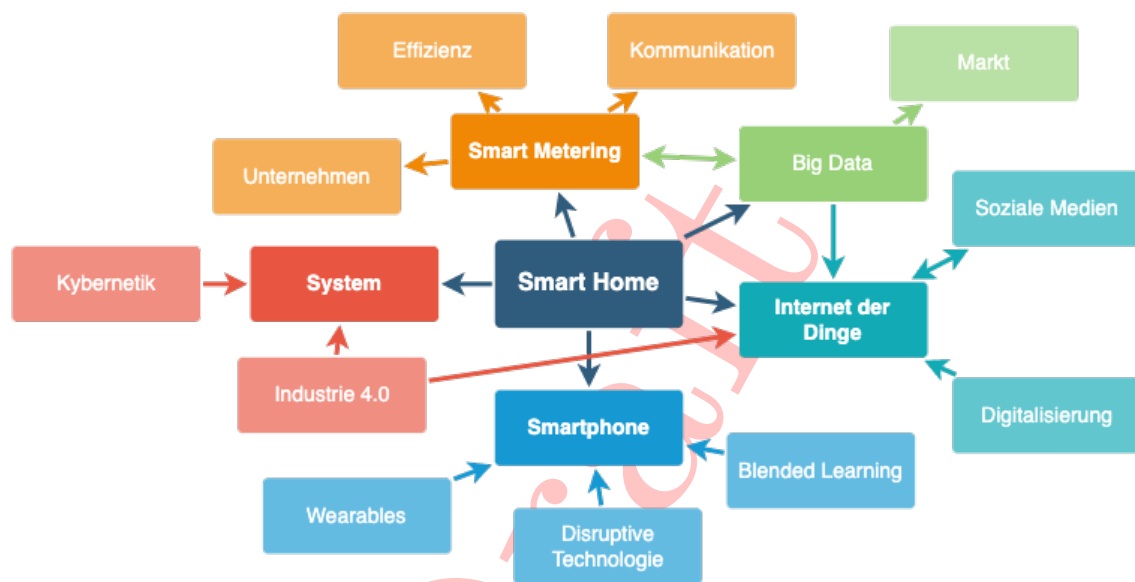 Effizienz
Kommunikation
Markt
Smart Metering
Big Data
Unternehmen
Soziale Medien
Kybernetik
System
Smart Home
Internet der
Dinge
Industrie 4.0
Smartphone
Digitalisierung
Blended Learning
Wearables
Disruptive
Technologie